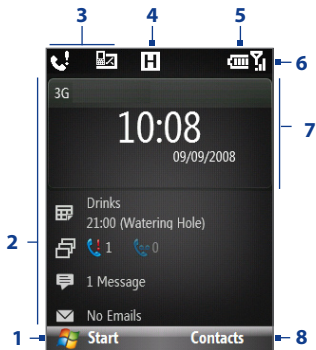 3 4 5
H
6
3G
7
10:08
09/09/2008
Drinks
21:00 (Watering Hole)
2
1 0
1 Message
No Emails
1 Start Contacts 8